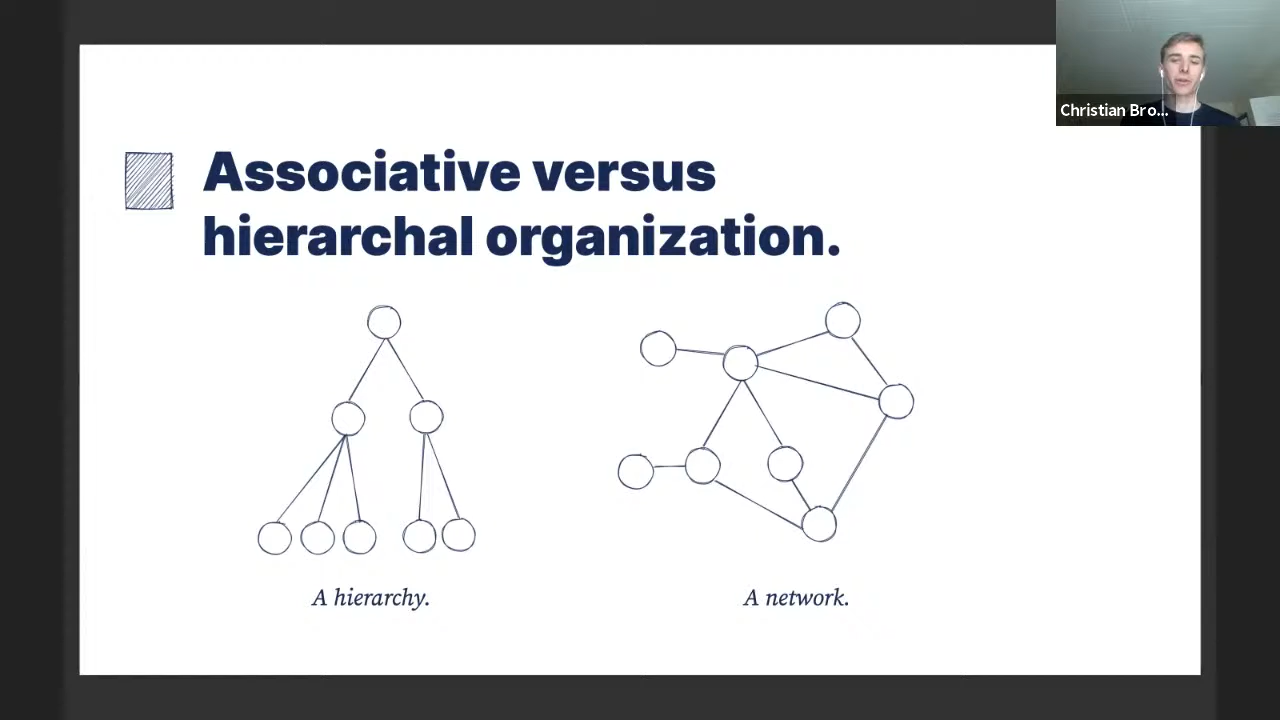 Christian Bro...
Associative versus
hierarchal organization.
A hierarchy.
A network.